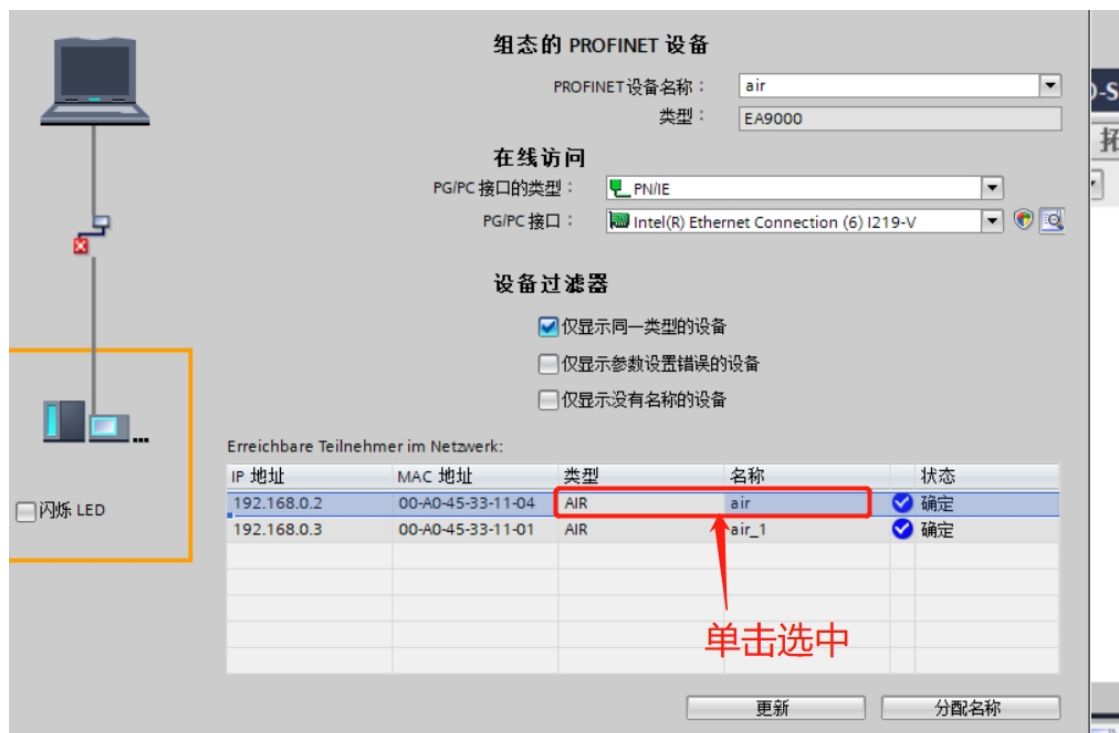 组态的 PROFINET 设备
PROFINET设备名称： air
类型： EA9000
在线访问
PG/PC 接口的类型： PN/IE
PG/PC 接口： Intel(R) Ethernet Connection (6) I219-V
设备过滤器
仅显示同一类型的设备
仅显示参数设置错误的设备
仅显示没有名称的设备
Erreichbare Teilnehmer im Netzwerk:
IP 地址 MAC 地址 类型 名称 状态
192.168.0.2 00-A0-45-33-11-04 AIR air 确定
192.168.0.3 00-A0-45-33-11-01 AIR air_1 确定
闪烁 LED
单击选中
更新 分配名称
-S
拓